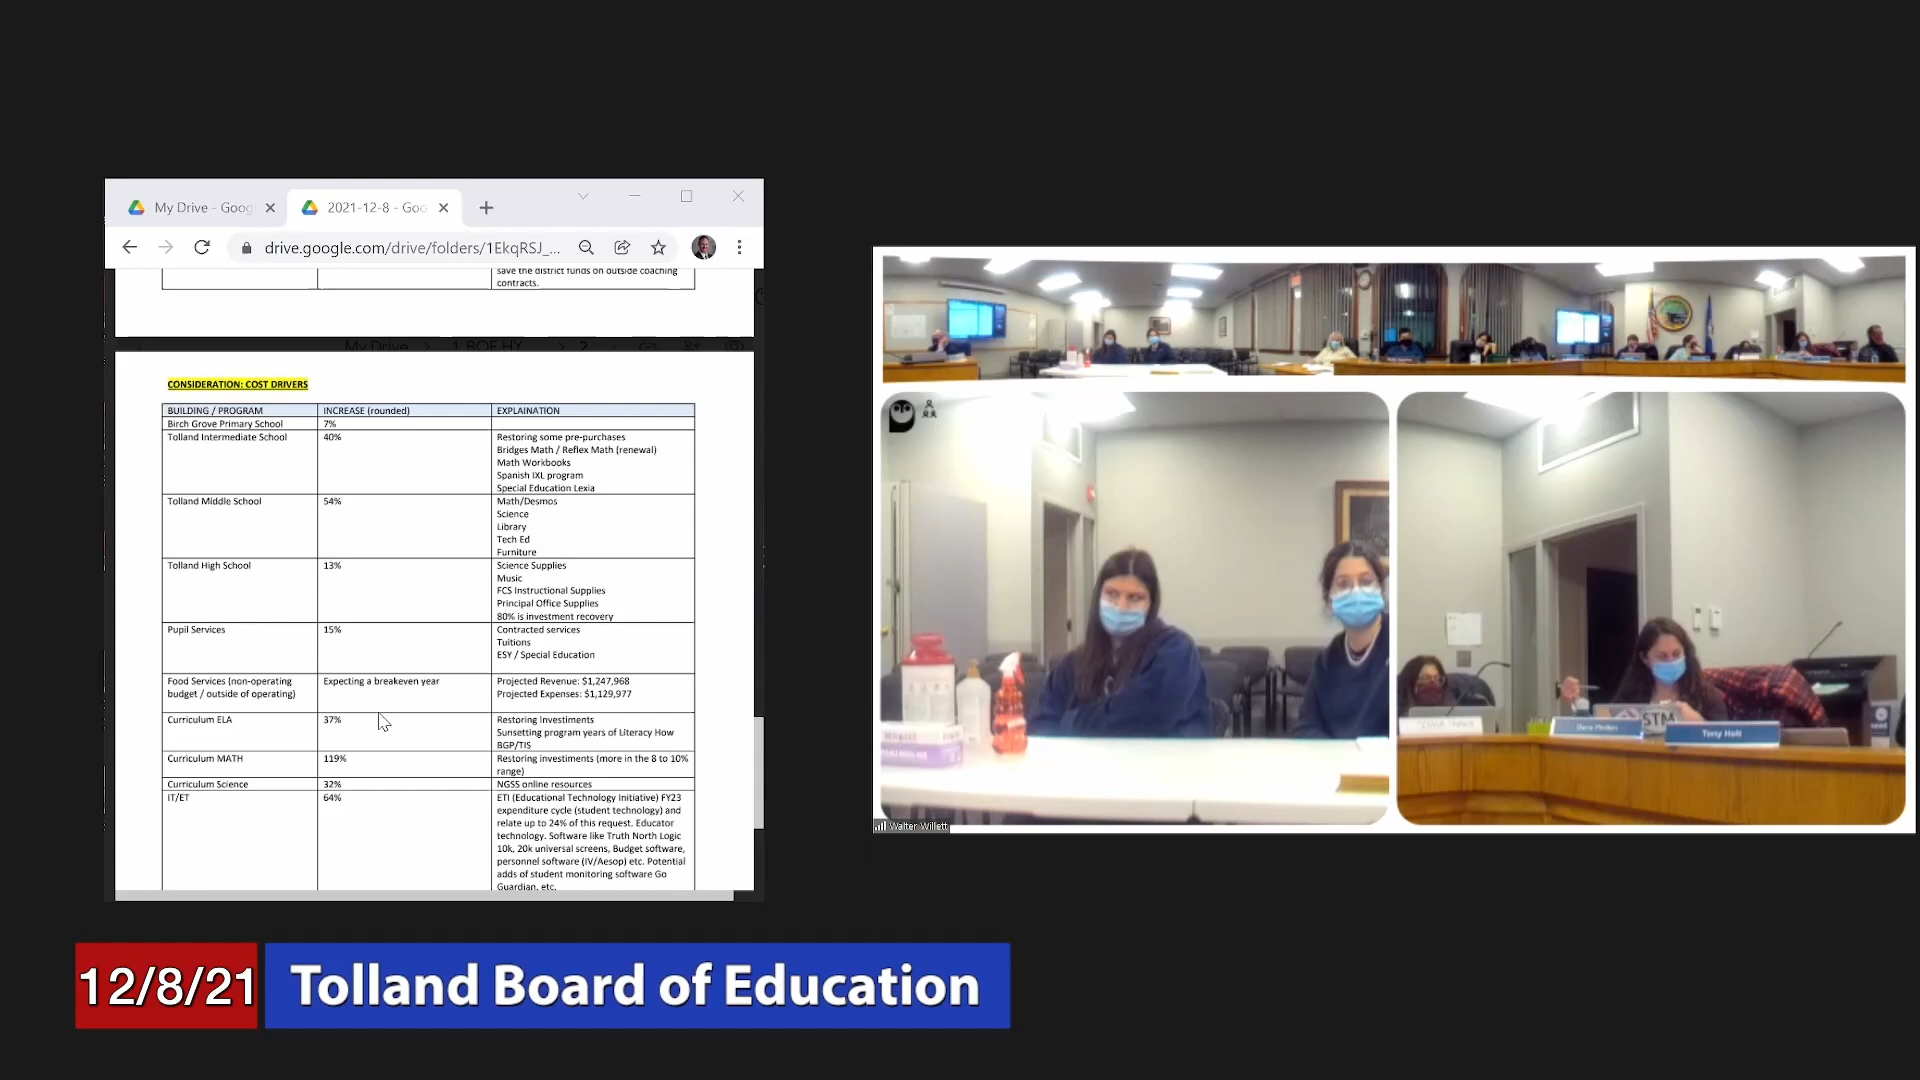 My Drive - Goog
2021-12-8 - Goo
drive.google.com/drive/folders/1EkqRSJ_...
save the district funds on outside coaching
contracts.
CONSIDERATION: COST DRIVERS
BUILDING / PROGRAM INCREASE (rounded) EXPLAINATION
Birch Grove Primary School 7%
Tolland Intermediate School 40% Restoring some pre-purchases
Bridges Math / Reflex Math (renewal)
Math Workbooks
Spanish IXL program
Special Education Lexia
Tolland Middle School 54% Math/Desmos
Science
Library
Tech Ed
Furniture
Tolland High School 13% Science Supplies
Music
FCS Instructional Supplies
Principal Office Supplies
80% is investment recovery
Pupil Services 15% Contracted services
Tuitions
ESY / Special Education
Food Services (non-operating Expecting a breakeven year Projected Revenue: $1,247,968
budget / outside of operating) Projected Expenses: $1,129,977
Curriculum ELA 37% Restoring Investiments
Sunsetting program years of Literacy How
BGP/TIS
Curriculum MATH 119% Restoring investiments (more in the 8 to 10%
range)
Curriculum Science 32% NGSS online resources
IT/ET 64% ETI (Educational Technology Initiative) FY23
expenditure cycle (student technology) and
relate up to 24% of this request. Educator
technology. Software like Truth North Logic
10k, 20k universal screens, Budget software,
personnel software (IV/Aesop) etc. Potential
adds of student monitoring software Go
Guardian, etc.
STM
Tony Holt
Walter Willett
12/8/21 Tolland Board of Education